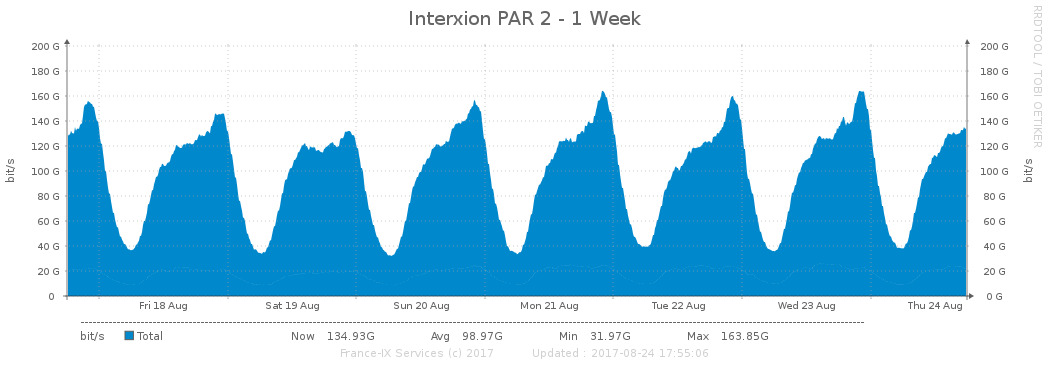 Interxion PAR 2 - 1 Week
RRDTOOL / TOBI OETIKER
200 G 200 G
180 G 180 G
160 G 160 G
140 G 140 G
120 G 120 G
100 G 100 G
80 G 80 G
60 G 60 G
40 G 40 G
20 G 20 G
0 0 G
bit/s
bit/s
Fri 18 Aug Sat 19 Aug Sun 20 Aug Mon 21 Aug Tue 22 Aug Wed 23 Aug Thu 24 Aug
bit/s Total Now 134.93G Avg 98.97G Min 31.97G Max 163.85G
France-IX Services (c) 2017 Updated : 2017-08-24 17:55:06